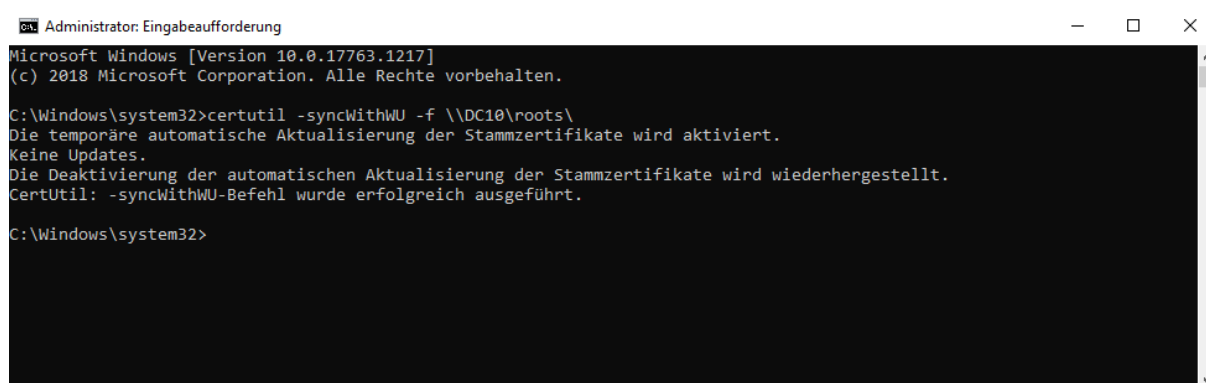 Administrator: Eingabeaufforderung
Microsoft Windows [Version 10.0.17763.1217]
(c) 2018 Microsoft Corporation. Alle Rechte vorbehalten.
C:\Windows\system32>certutil -syncWithWU -f \\DC10\roots\
Die temporäre automatische Aktualisierung der Stammzertifikate wird aktiviert.
Keine Updates.
Die Deaktivierung der automatischen Aktualisierung der Stammzertifikate wird wiederhergestellt.
CertUtil: -syncWithWU-Befehl wurde erfolgreich ausgeführt.
C:\Windows\system32>